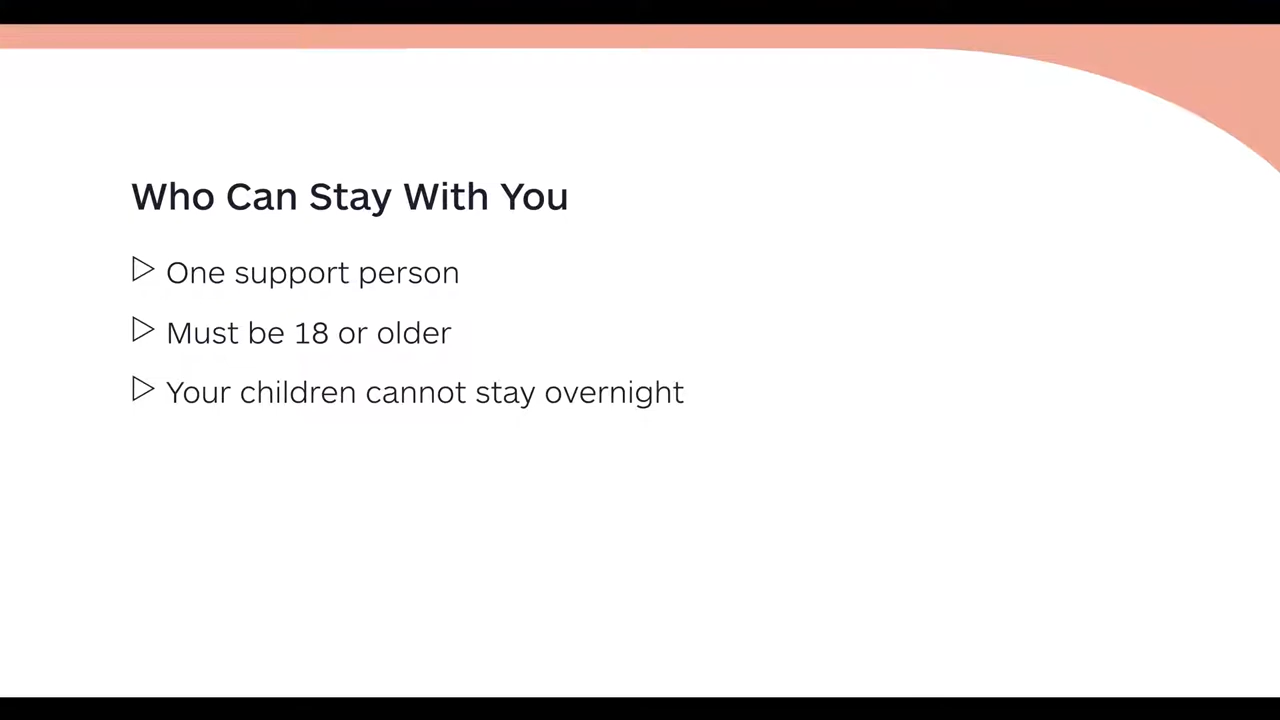 Who Can Stay With You
▷ One support person
▷ Must be 18 or older
▷ Your children cannot stay overnight